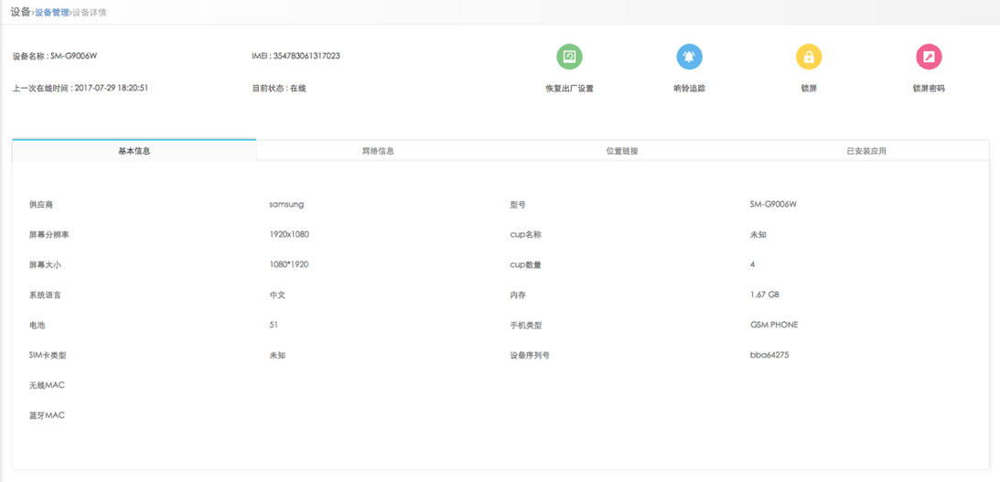 设备>设备管理>设备详情
设备名称 : SM-G9006W
IMEI : 354783061317023
上一次在线时间 : 2017-07-29 18:20:51
目前状态 : 在线
恢复出厂设置
响铃追踪
锁屏
锁屏密码
基本信息
网络信息
位置链接
已安装应用
供应商 samsung 型号 SM-G9006W
屏幕分辨率 1920x1080 cup名称 未知
屏幕大小 1080*1920 cup数量 4
系统语言 中文 内存 1.67 GB
电池 51 手机类型 GSM PHONE
SIM卡类型 未知 设备序列号 bba64275
无线MAC
蓝牙MAC